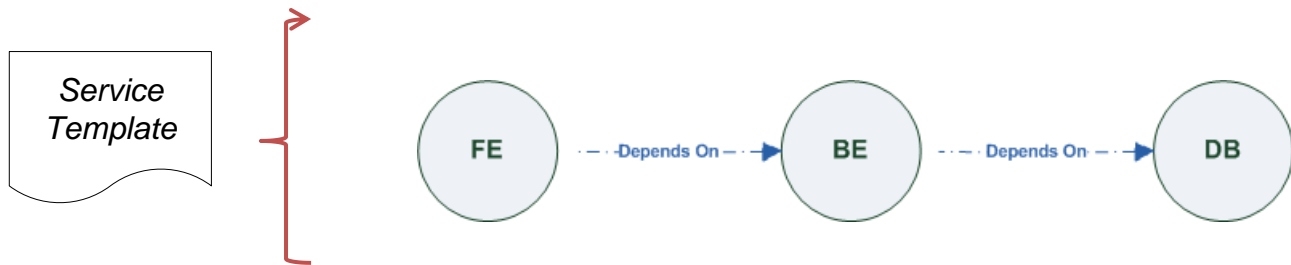 Service
Template
FE
Depends On
BE
Depends On
DB